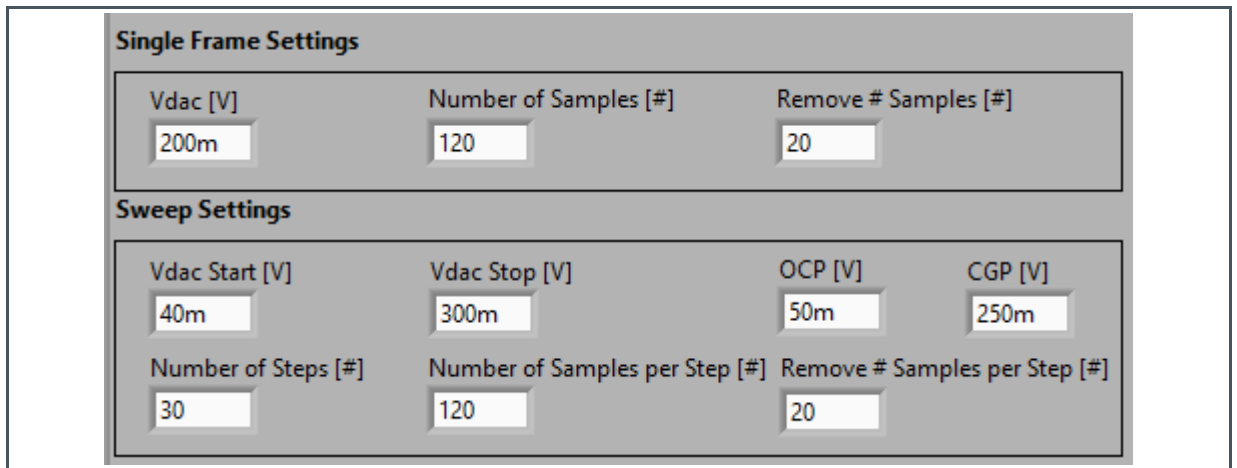 Single Frame Settings
Vdac [V] Number of Samples [#] Remove # Samples [#]
200m 120 20
Sweep Settings
Vdac Start [V] Vdac Stop [V] OCP [V] CGP [V]
40m 300m 50m 250m
Number of Steps [#] Number of Samples per Step [#] Remove # Samples per Step [#]
30 120 20